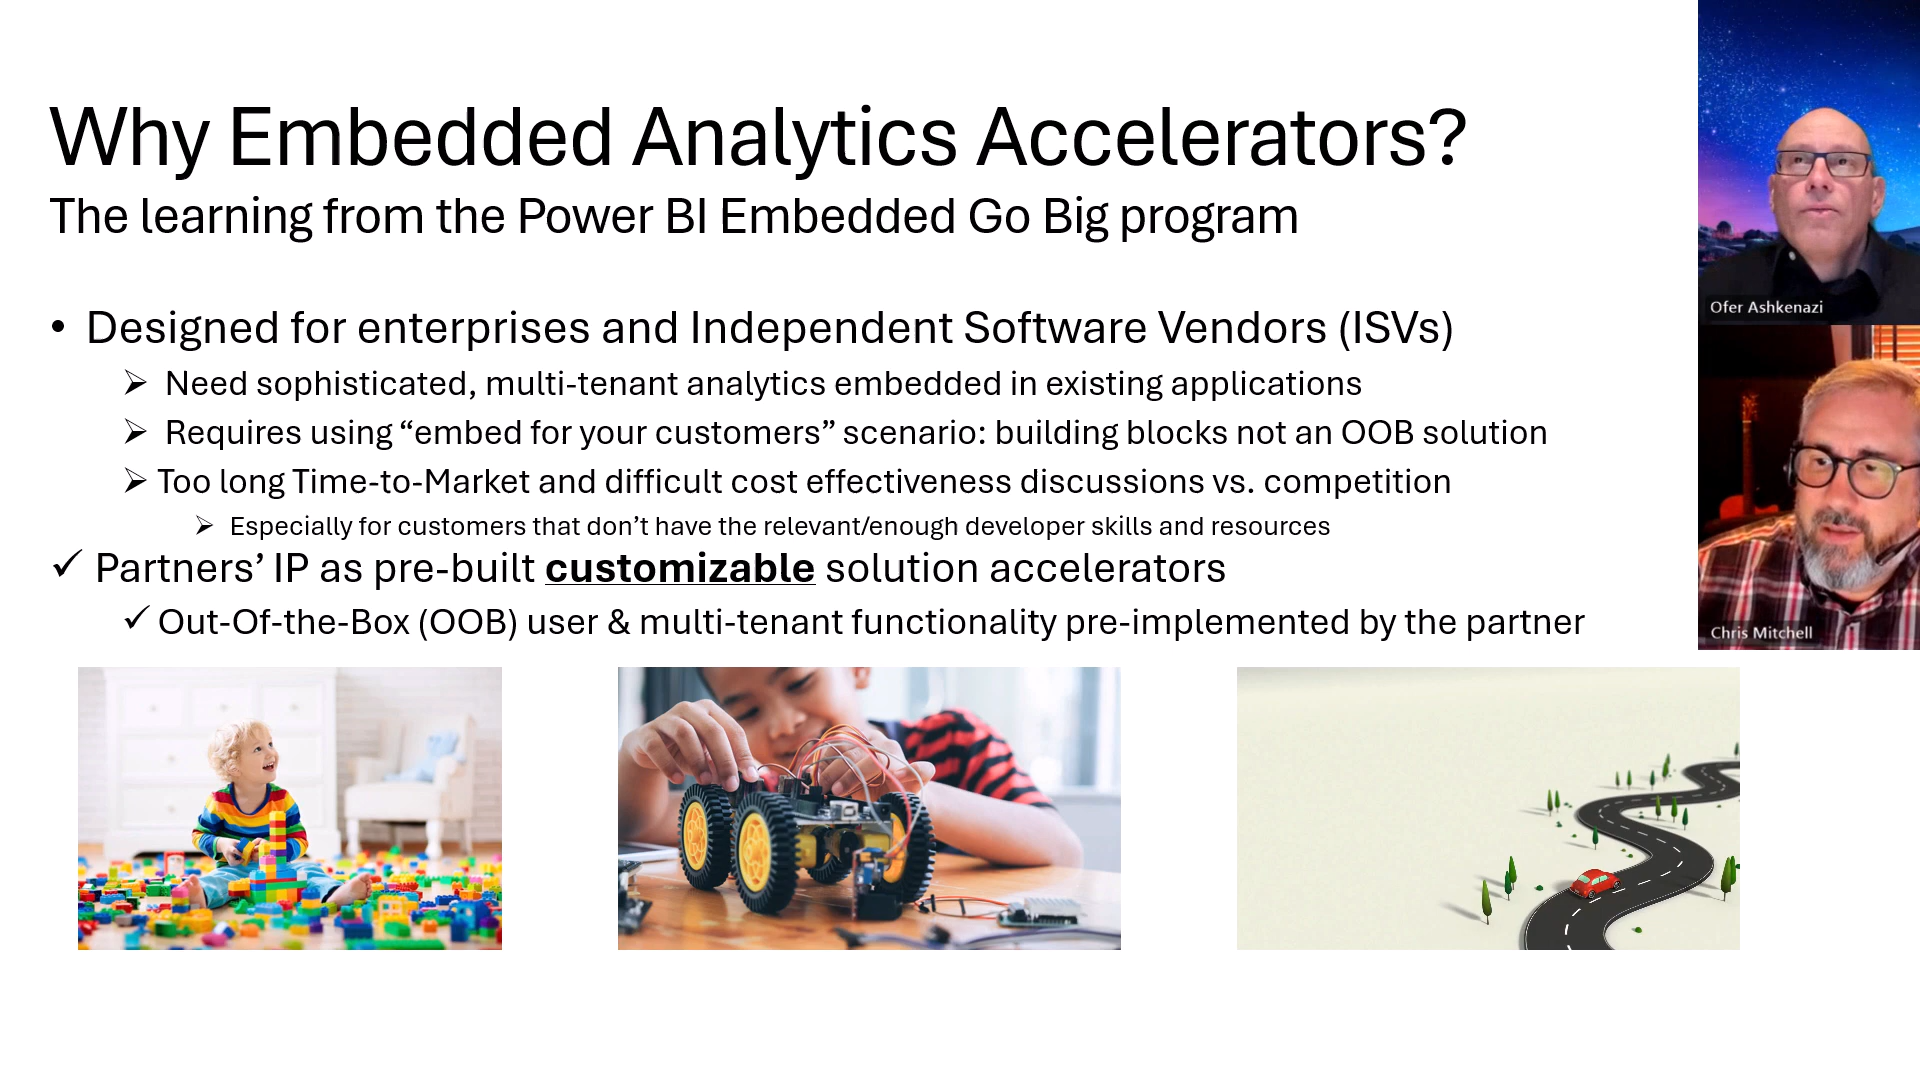 Why Embedded Analytics Accelerators?
The learning from the Power BI Embedded Go Big program
• Designed for enterprises and Independent Software Vendors (ISVs)
➢ Need sophisticated, multi-tenant analytics embedded in existing applications
➢ Requires using “embed for your customers” scenario: building blocks not an OOB solution
➢ Too long Time-to-Market and difficult cost effectiveness discussions vs. competition
➢ Especially for customers that don’t have the relevant/enough developer skills and resources
✓ Partners’ IP as pre-built customizable solution accelerators
✓ Out-Of-the-Box (OOB) user & multi-tenant functionality pre-implemented by the partner
Ofer Ashkenazi
Chris Mitchell